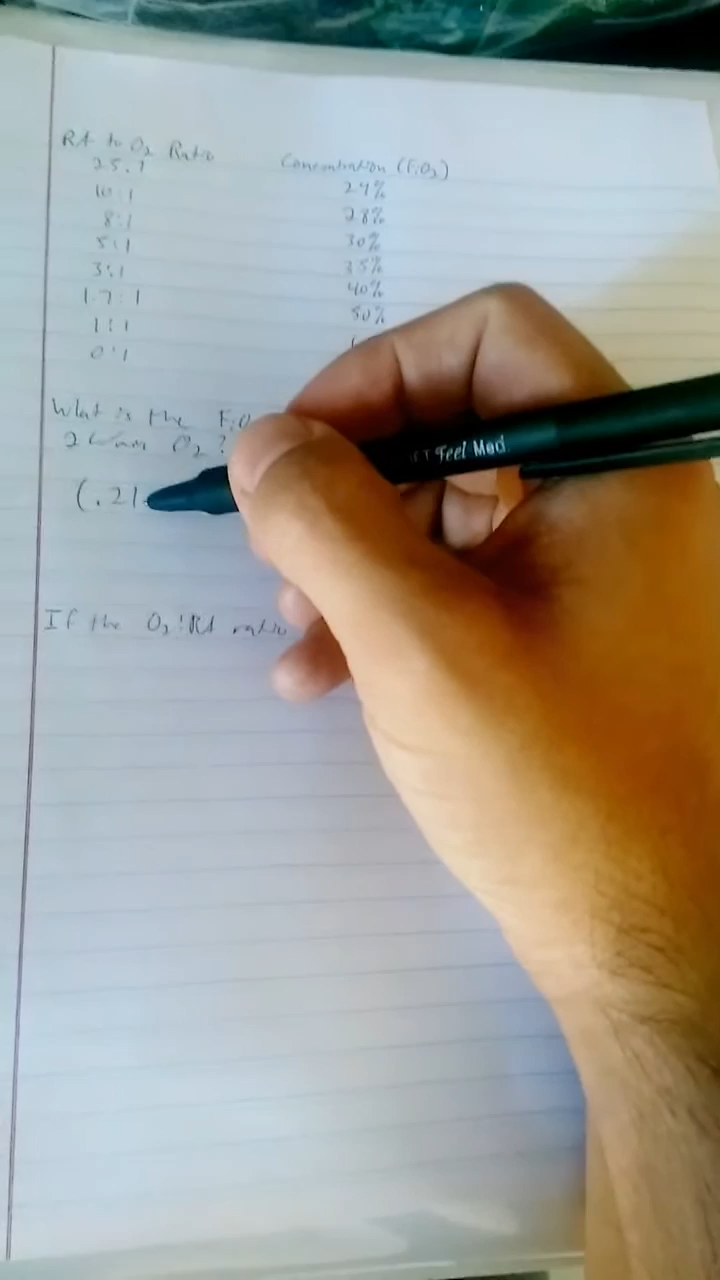 RA to O2 Ratio Concentration (FiO2)
25:1 24%
10:1 28%
8:1 30%
5:1 35%
3:1 40%
1.7:1 50%
1:1
0:1
What is the FiO2
2 L/min O2?
(.21
Feel Med
If the O2:RA ratio